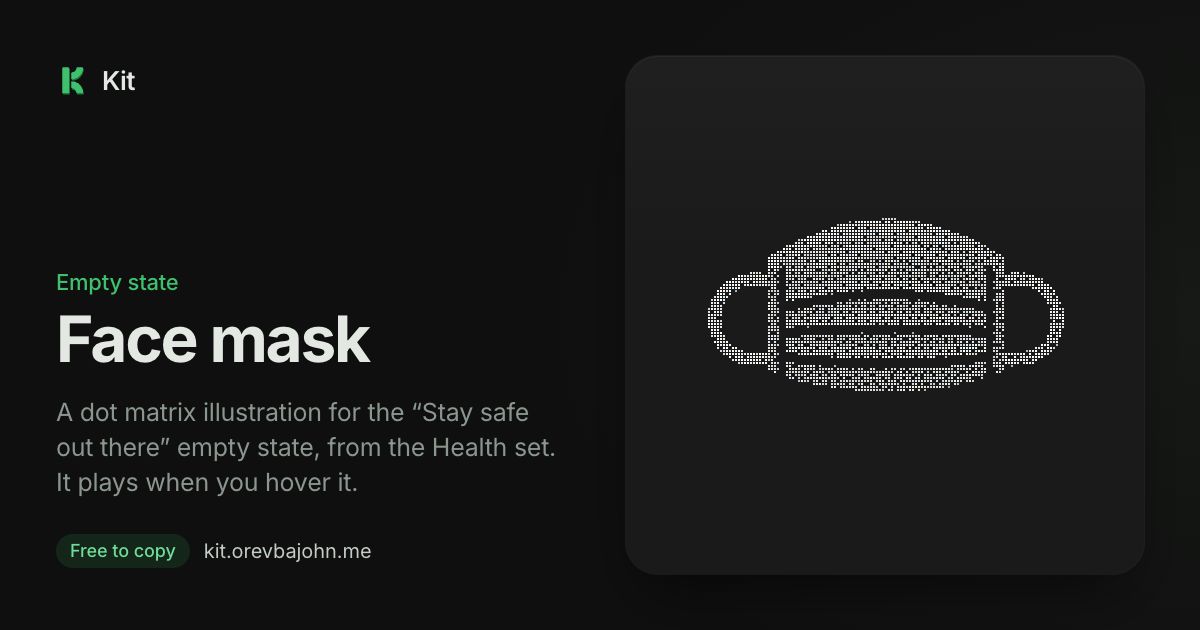 Kit
Empty state
Face mask
A dot matrix illustration for the “Stay safe
out there” empty state, from the Health set.
It plays when you hover it.
Free to copy
kit.orevbajohn.me